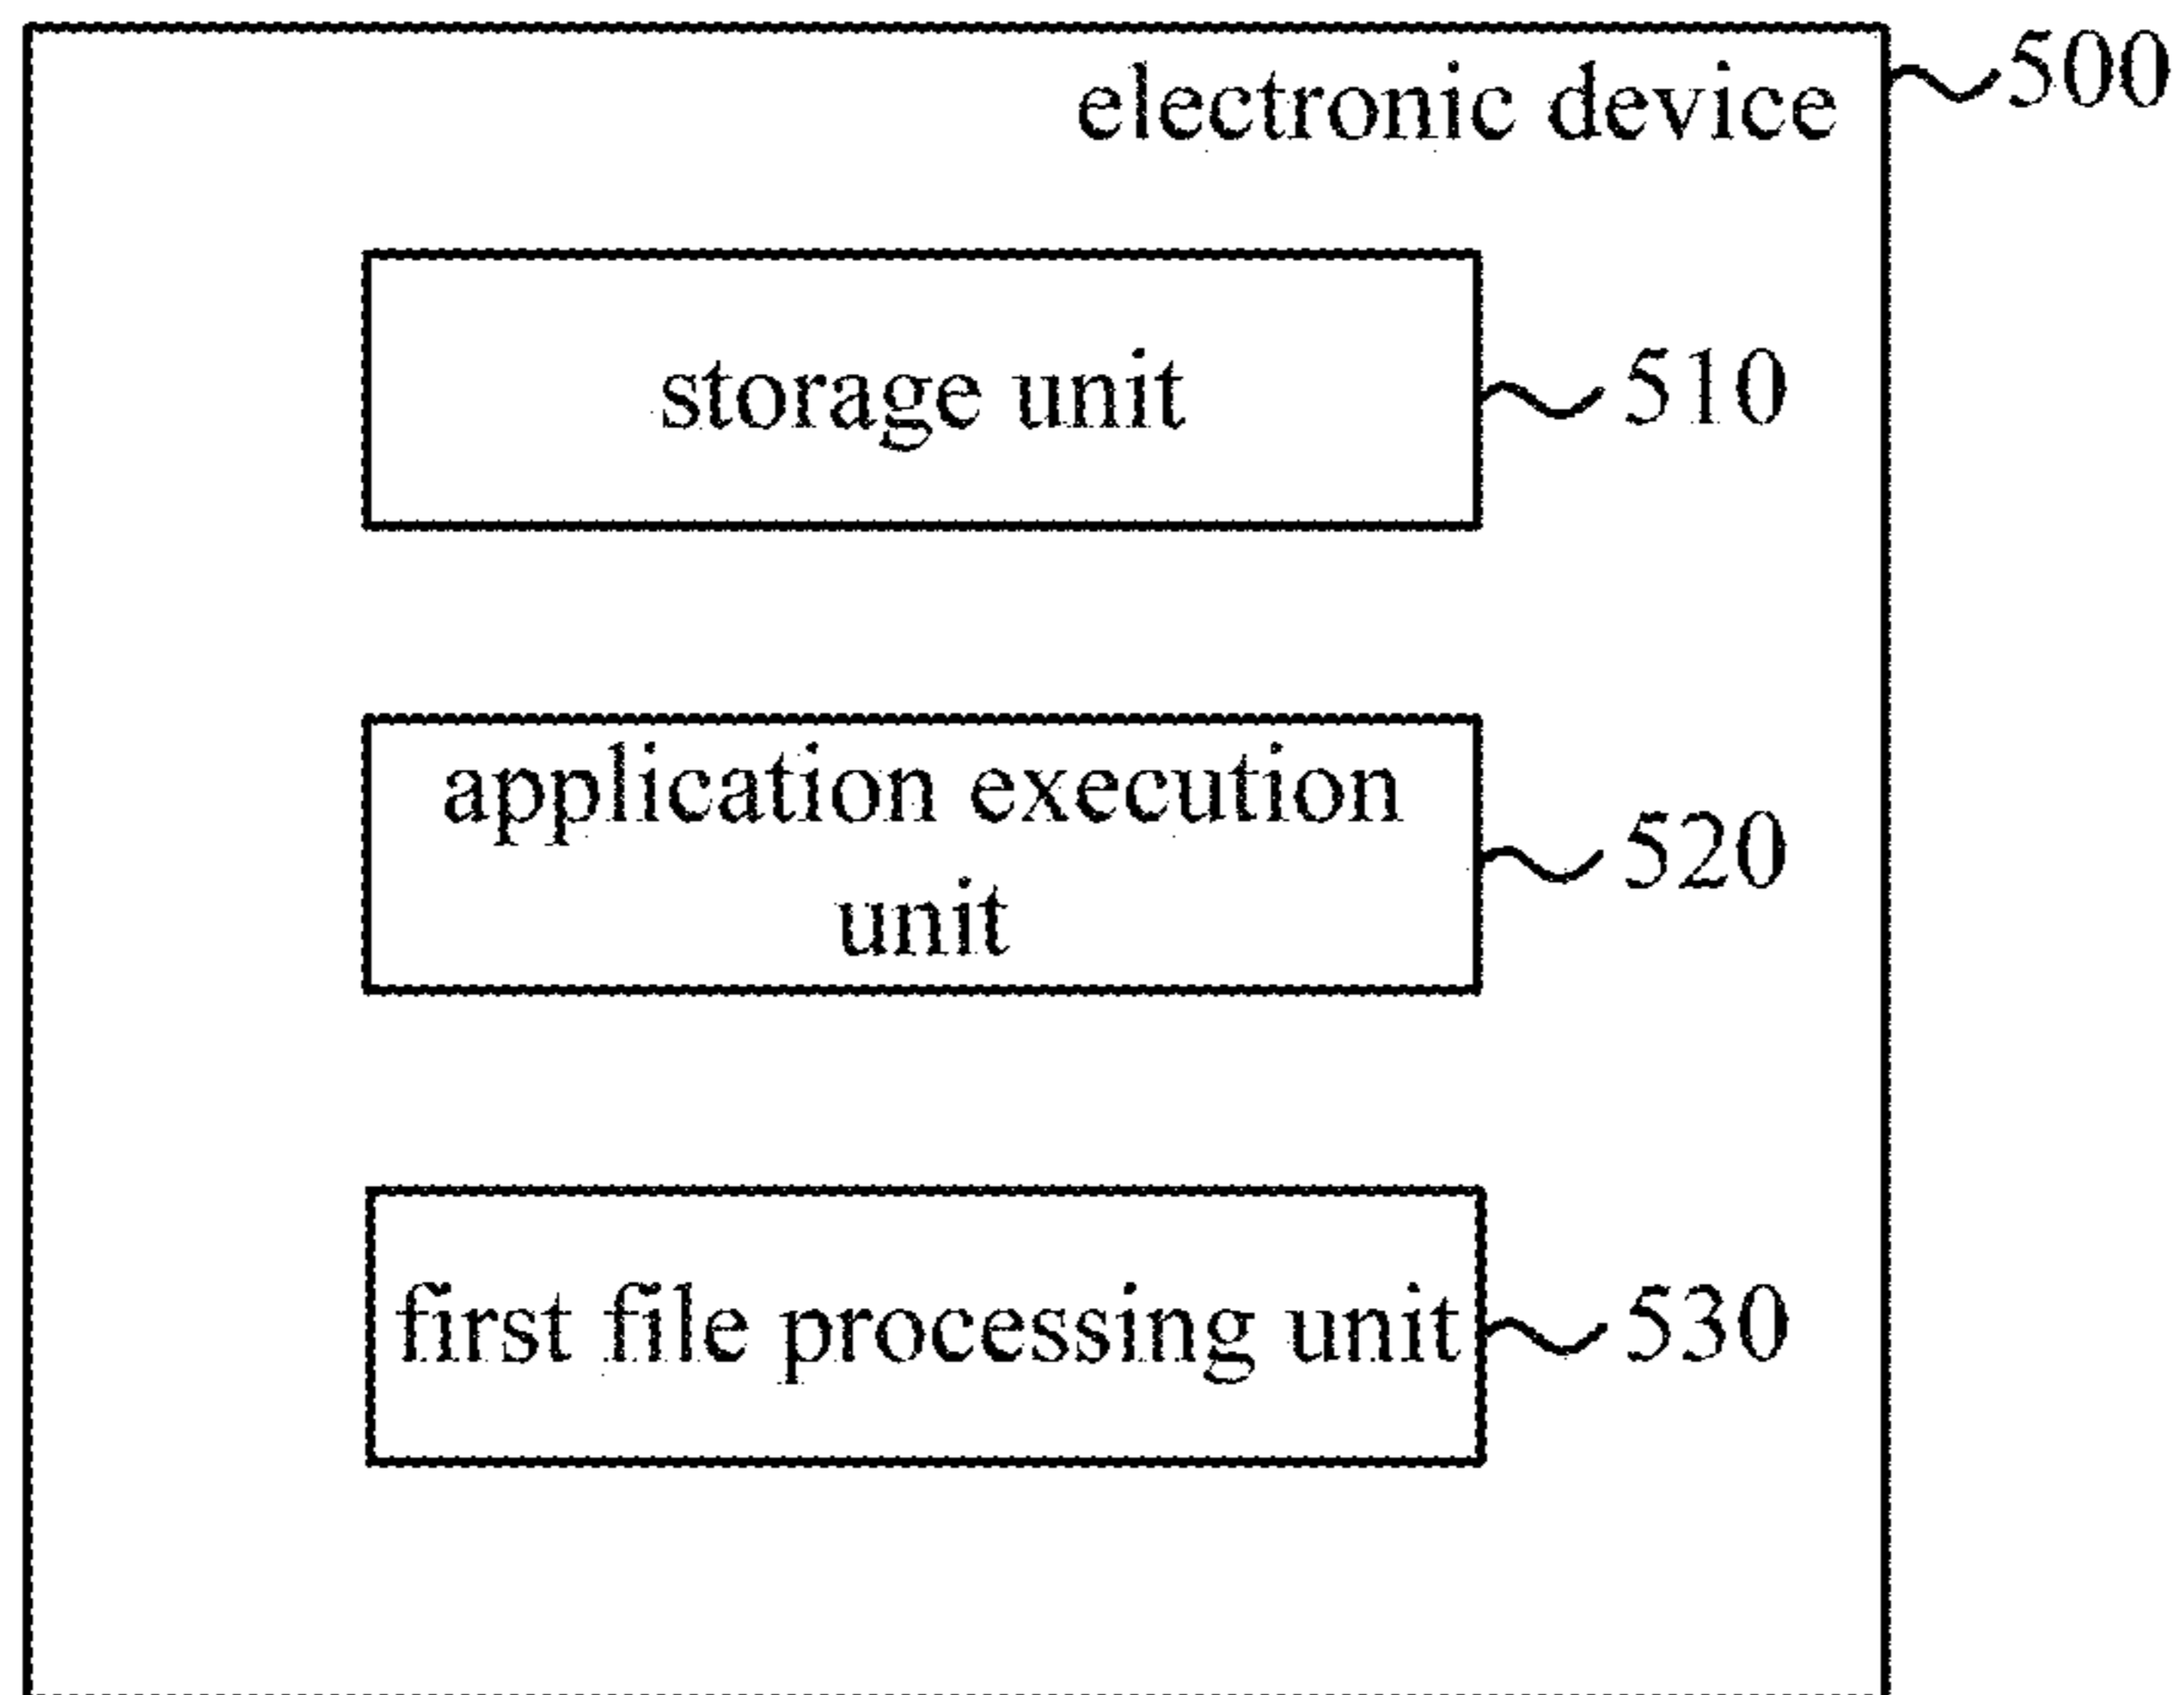 electronic device 500
storage unit 510
application execution
unit
520
first file processing unit 530